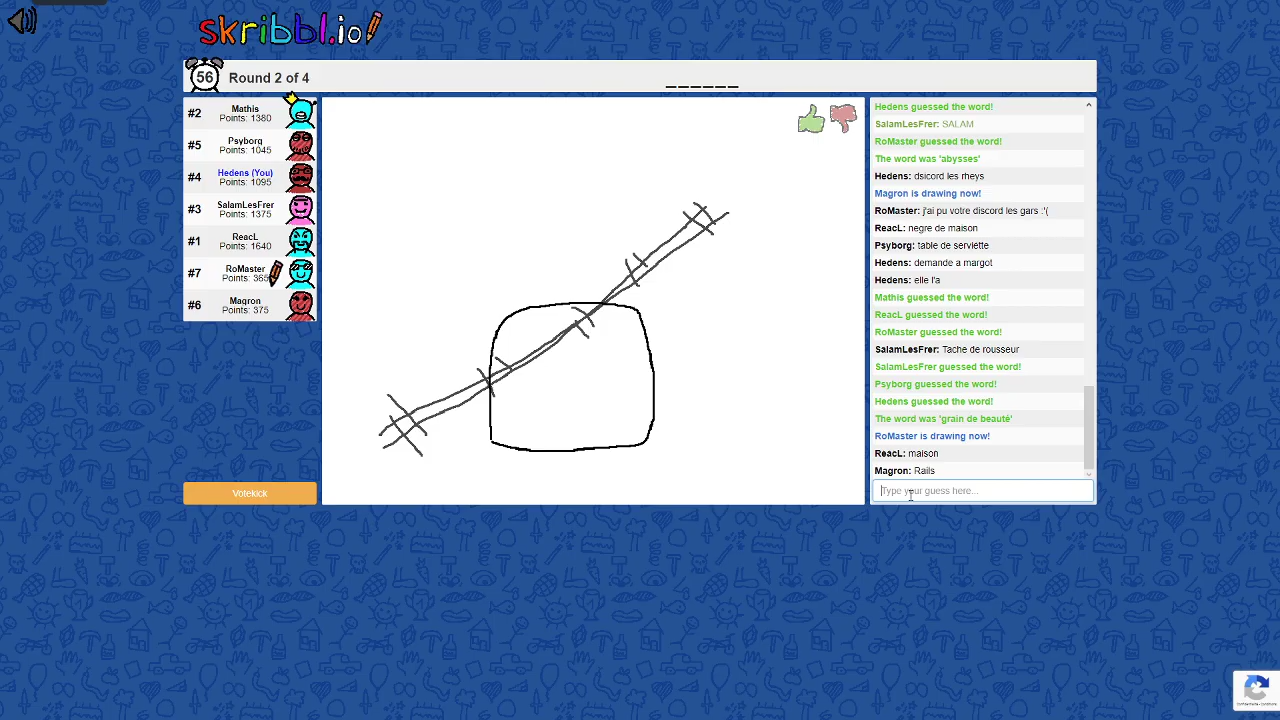 skribbl.io
56
Round 2 of 4
______
#2
Mathis
Points: 1380
#5
Psyborg
Points: 1045
#4
Hedens (You)
Points: 1095
#3
SalamLesFrer
Points: 1375
#1
ReacL
Points: 1640
#7
RoMaster
Points: 365
#6
Magron
Points: 375
Votekick
Hedens guessed the word!
SalamLesFrer: SALAM
RoMaster guessed the word!
The word was 'abysses'
Hedens: dsicord les rheys
Magron is drawing now!
RoMaster: j'ai pu votre discord les gars :'(
ReacL: negre de maison
Psyborg: table de serviette
Hedens: demande a margot
Hedens: elle l'a
Mathis guessed the word!
ReacL guessed the word!
RoMaster guessed the word!
SalamLesFrer: Tache de rousseur
SalamLesFrer guessed the word!
Psyborg guessed the word!
Hedens guessed the word!
The word was 'grain de beauté'
RoMaster is drawing now!
ReacL: maison
Magron: Rails
Type your guess here...